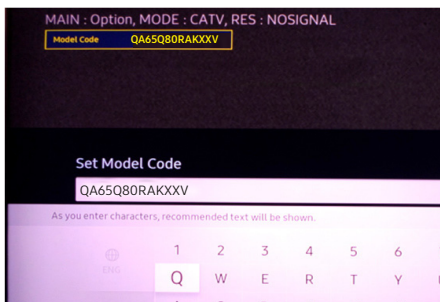 MAIN : Option, MODE : CATV, RES : NOSIGNAL
Model Code QA65Q80RAKXXV
Set Model Code
QA65Q80RAKXXV
As you enter characters, recommended text will be shown.
1 2 3 4 5 6
ENG
Q W E R T Y